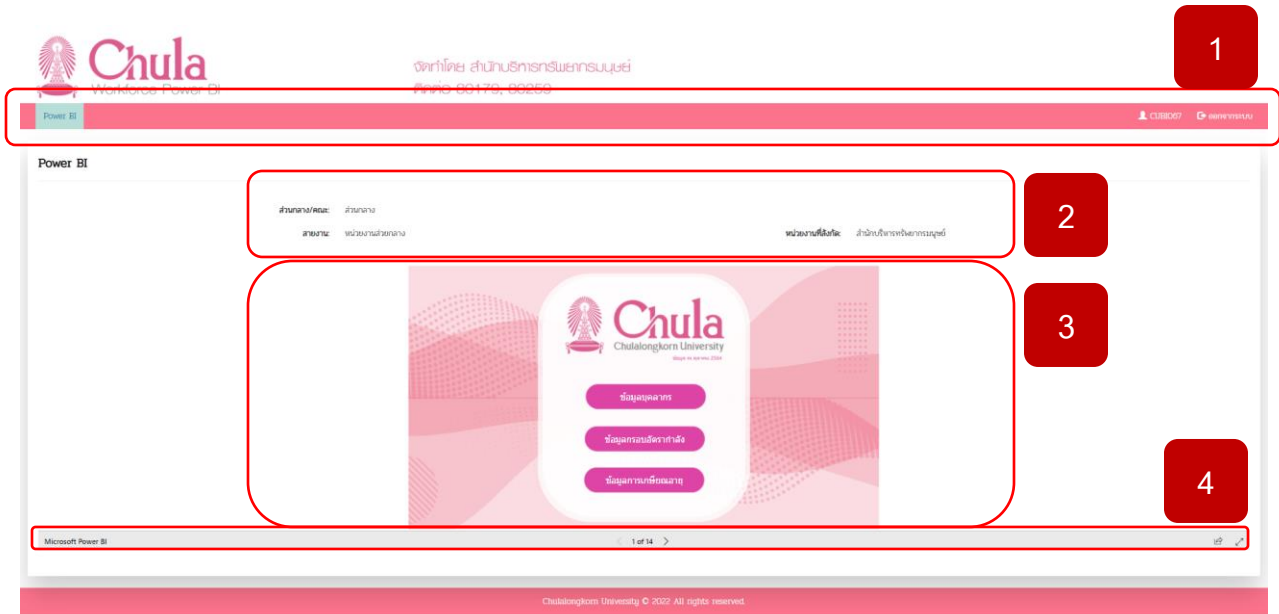 1
Chula
Workforce Power BI
จัดทำโดย สำนักบริหารทรัพยากรมนุษย์
ติดต่อ 80179, 80259
Power BI
CUBI007 ออกจากระบบ
Power BI
2
ส่วนกลาง/คณะ: ส่วนกลาง
สายงาน: หน่วยงานส่วยกลาง หน่วยงานที่สังกัด: สำนักบริหารทรัพยากรมนุษย์
3
Chula
Chulalongkorn University
ข้อมูลบุคลากร
ข้อมูลกรอบอัตรากำลัง
ข้อมูลการเกษียณอายุ
4
Microsoft Power BI 1 of 14
Chulalongkorn University © 2022 All rights reserved.